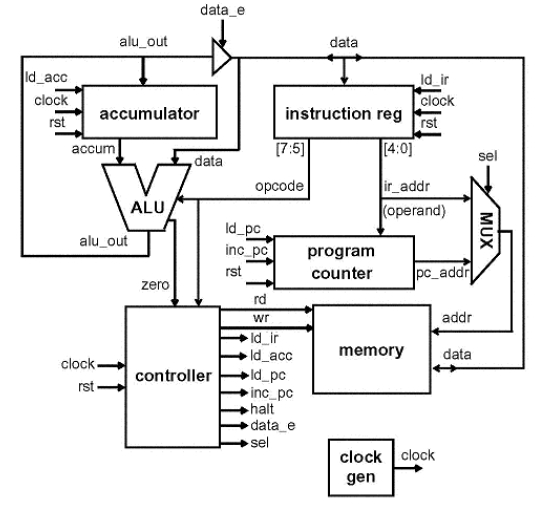 data_e
alu_out
data
ld_acc
clock
rst
accumulator
instruction reg
ld_ir
clock
rst
accum
data
[7:5]
[4:0]
sel
ALU
opcode
ir_addr
(operand)
MUX
alu_out
ld_pc
inc_pc
rst
program
counter
pc_addr
zero
rd
wr
ld_ir
ld_acc
ld_pc
inc_pc
halt
data_e
sel
clock
rst
controller
memory
addr
data
clock
gen
clock